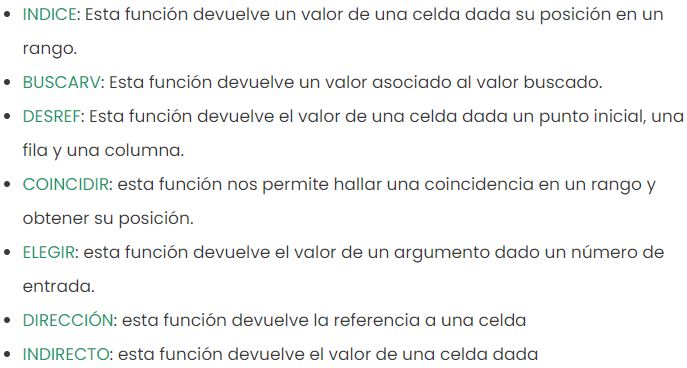 • INDICE: Esta función devuelve un valor de una celda dada su posición en un
rango.
• BUSCARV: Esta función devuelve un valor asociado al valor buscado.
• DESREF: Esta función devuelve el valor de una celda dada un punto inicial, una
fila y una columna.
• COINCIDIR: esta función nos permite hallar una coincidencia en un rango y
obtener su posición.
• ELEGIR: esta función devuelve el valor de un argumento dado un número de
entrada.
• DIRECCIÓN: esta función devuelve la referencia a una celda
• INDIRECTO: esta función devuelve el valor de una celda dada